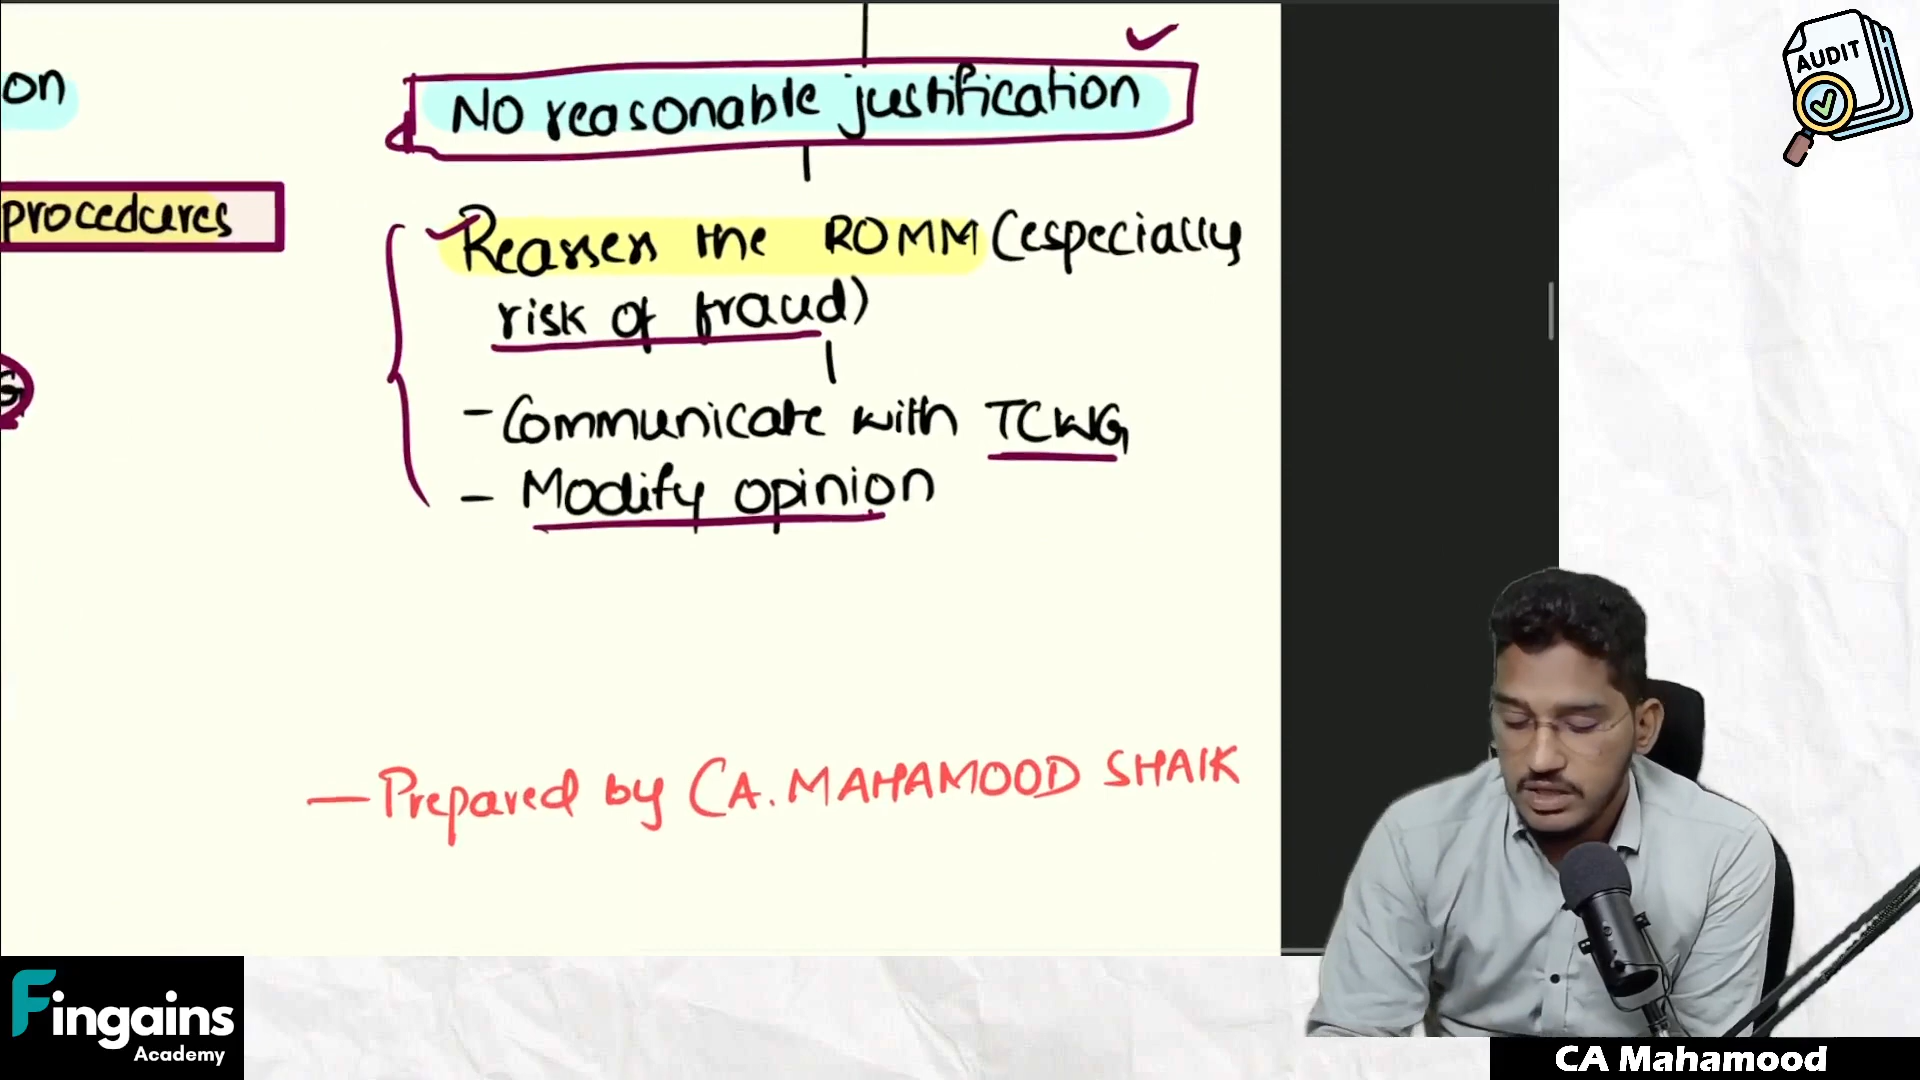 AUDIT
on
No reasonable justification
procedures
Reassess the ROMM (especially
risk of fraud)
G
- Communicate with TCWG
- Modify opinion
— Prepared by CA. MAHAMOOD SHAIK
Fingains
Academy
CA Mahamood